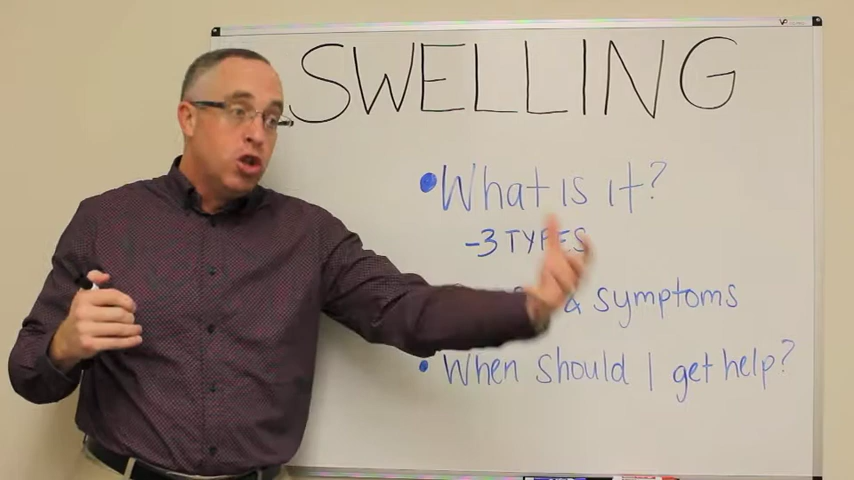 SWELLING
• What is it?
-3 TYPES
& symptoms
• When should I get help?